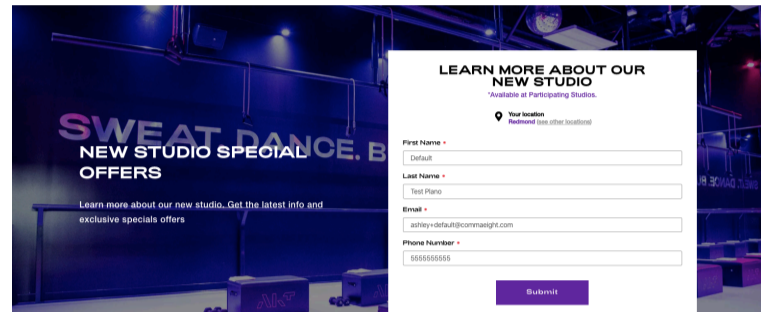 SWEAT DANCE. B
NEW STUDIO SPECIAL
OFFERS
Learn more about our new studio. Get the latest info and
exclusive specials offers
LEARN MORE ABOUT OUR
NEW STUDIO
*Available at Participating Studios.
Your location
Redmond (see other locations)
First Name *
Default
Last Name *
Test Plano
Email *
ashley+default@commaeight.com
Phone Number *
5555555555
Submit